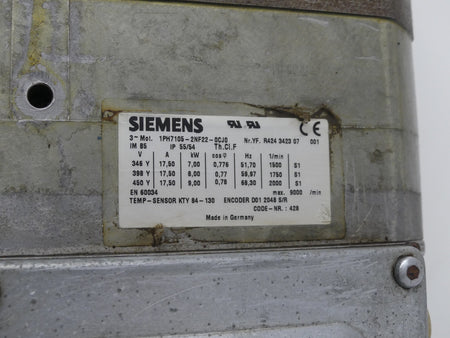 SIEMENS
3~ Mot. 1PH7105-2NF22-0CJ0 Nr.YF. R424 3423 07 001
IM B5 IP 55/54 Th.Cl.F
V A kW cosφ Hz 1/min
346 Y 17,50 7,00 0,776 51,70 1500 S1
398 Y 17,50 8,00 0,77 59,97 1750 S1
450 Y 17,50 9,00 0,78 68,30 2000 S1
EN 60034 max. 9000 /min
TEMP-SENSOR KTY 84-130 ENCODER D01 2048 S/R
CODE-NR.: 428
Made in Germany